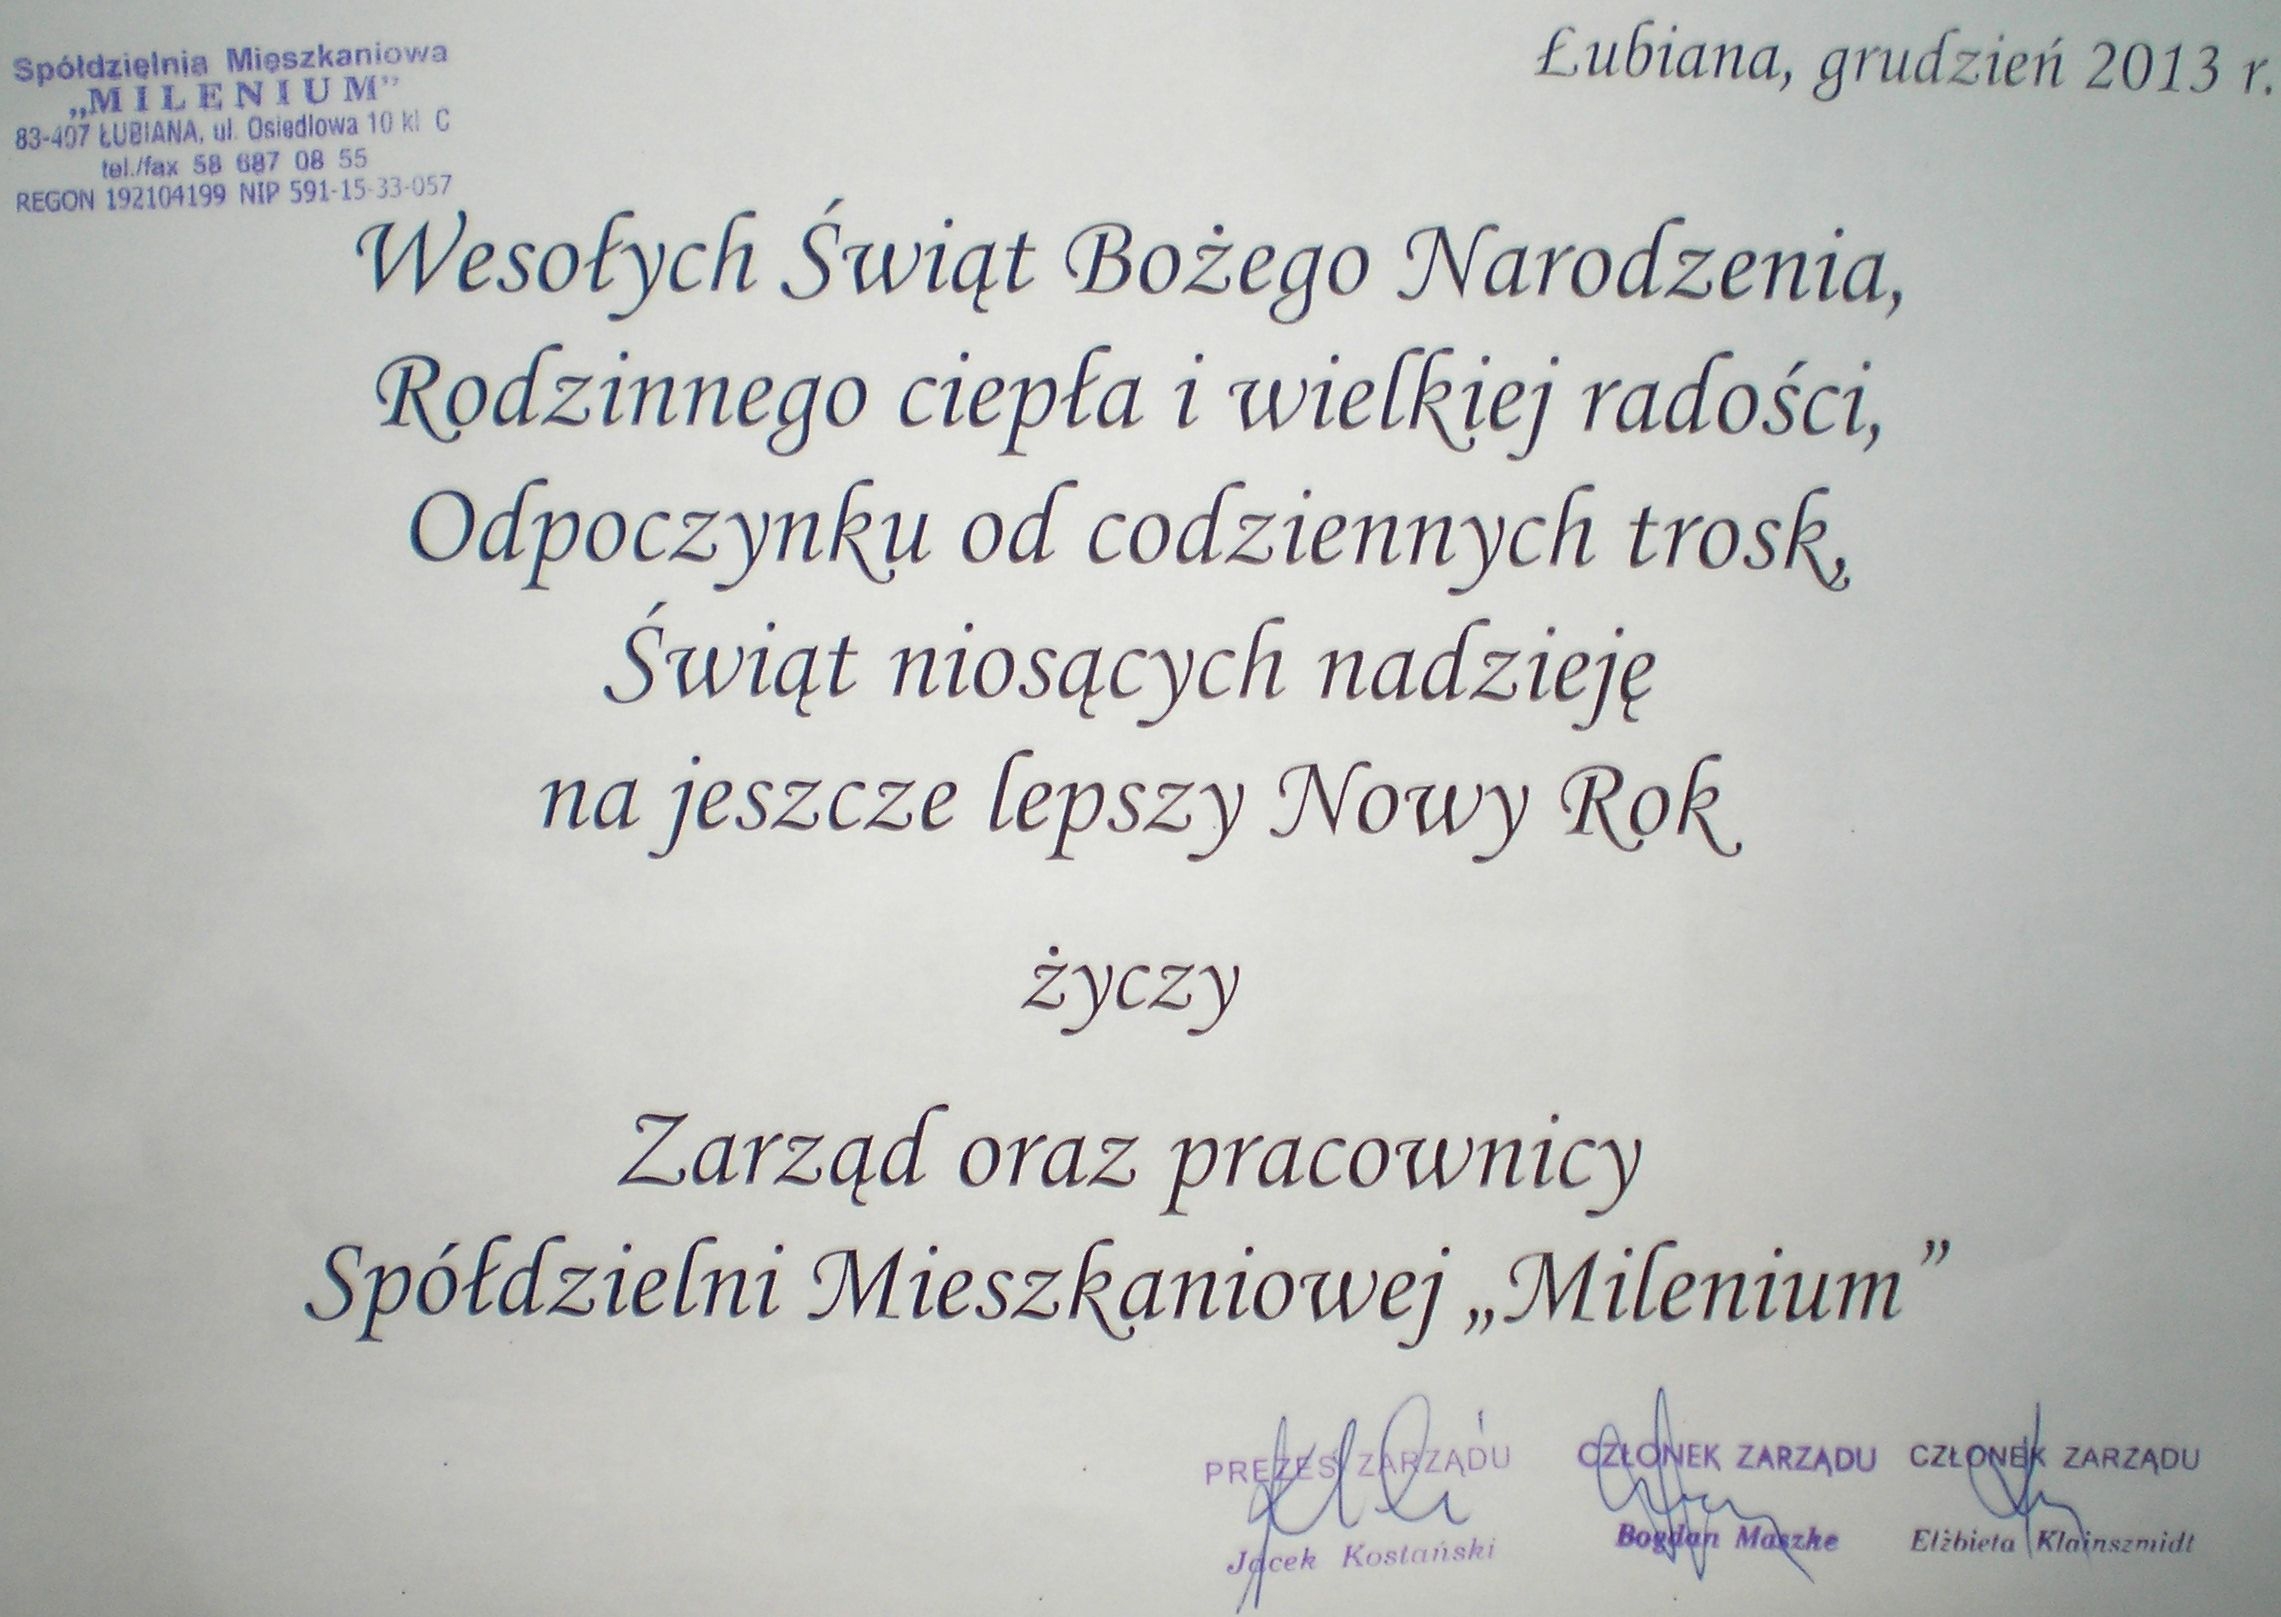 Spółdzielnia Mieszkaniowa
„MILENIUM”
83-407 ŁUBIANA, ul. Osiedlowa 10 kl C
tel./fax 58 687 08 55
REGON 192104199 NIP 591-15-33-057
Łubiana, grudzień 2013 r.
Wesołych Świąt Bożego Narodzenia,
Rodzinnego ciepła i wielkiej radości,
Odpoczynku od codziennych trosk,
Świąt niosących nadzieję
na jeszcze lepszy Nowy Rok
życzy
Zarząd oraz pracownicy
Spółdzielni Mieszkaniowej „Milenium”
PREZES ZARZĄDU
Jacek Kostański
CZŁONEK ZARZĄDU
Bogdan Maszke
CZŁONEK ZARZĄDU
Elżbieta Klainszmidt